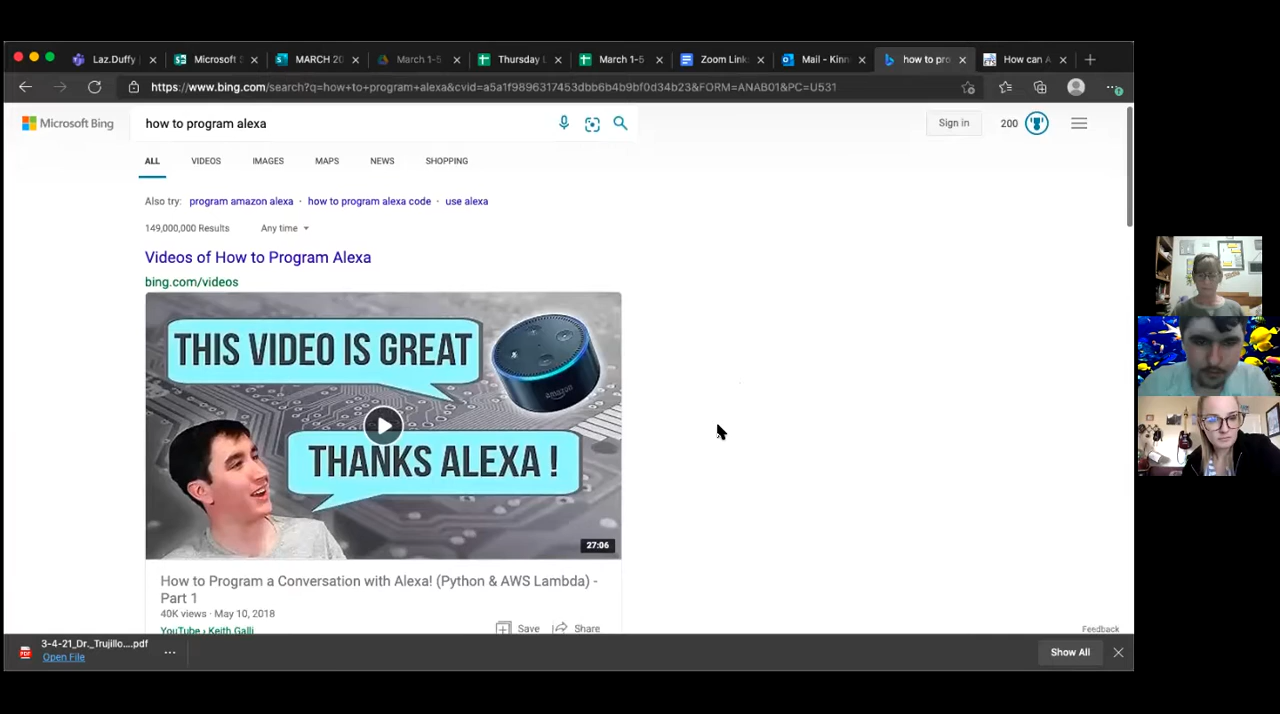 Laz.Duffy
Microsoft S
MARCH 20
March 1-5
Thursday L
March 1-5
Zoom Links
Mail - Kinn
how to pro
How can A
https://www.bing.com/search?q=how+to+program+alexa&cvid=a5a1f9896317453dbb6b4b9bf0d34b23&FORM=ANAB01&PC=U531
Microsoft Bing
how to program alexa
Sign in
200
ALL
VIDEOS
IMAGES
MAPS
NEWS
SHOPPING
Also try: program amazon alexa · how to program alexa code · use alexa
149,000,000 Results
Any time
Videos of How to Program Alexa
bing.com/videos
THIS VIDEO IS GREAT
amazon
THANKS ALEXA !
27:06
How to Program a Conversation with Alexa! (Python & AWS Lambda) -
Part 1
40K views · May 10, 2018
YouTube › Keith Galli
Save
Share
Feedback
PDF
3-4-21_Dr._Trujillo....pdf
Open File
Show All